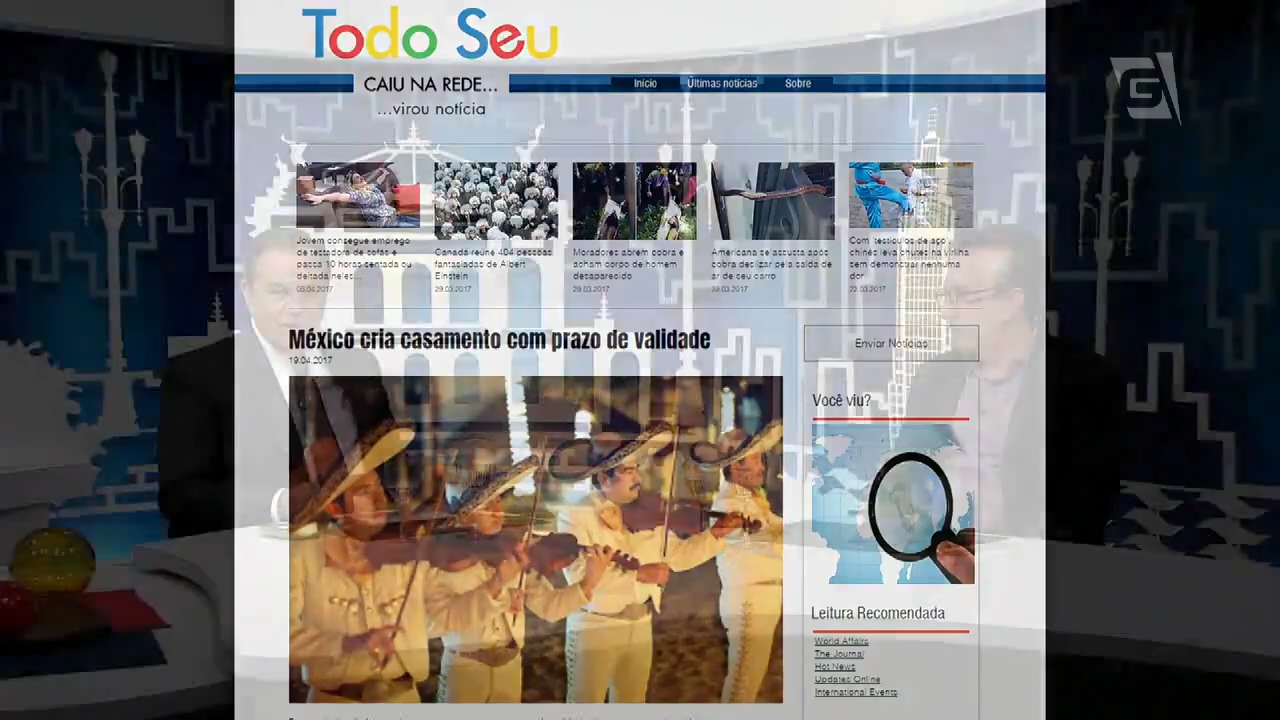 Todo Seu
CAIU NA REDE...
...virou notícia
Início
Últimas notícias
Sobre
Jovem consegue emprego
de testadora de sofás e
passa 10 horas sentada ou
deitada neles...
Canadá reúne 404 pessoas
fantasiadas de Albert
Einstein
29.03.2017
Moradores abrem cobra e
acham corpo de homem
desaparecido
29.03.2017
Americana se assusta após
cobra deslizar pela saída de
ar de seu carro
22.03.2017
Com testículos de aço,
chinês leva chutes na virilha
sem demonstrar nenhuma
dor
22.03.2017
México cria casamento com prazo de validade
19.04.2017
Enviar Notícias
Você viu?
Leitura Recomendada
World Affairs
The Journal
Hot News
Updates Online
International Events